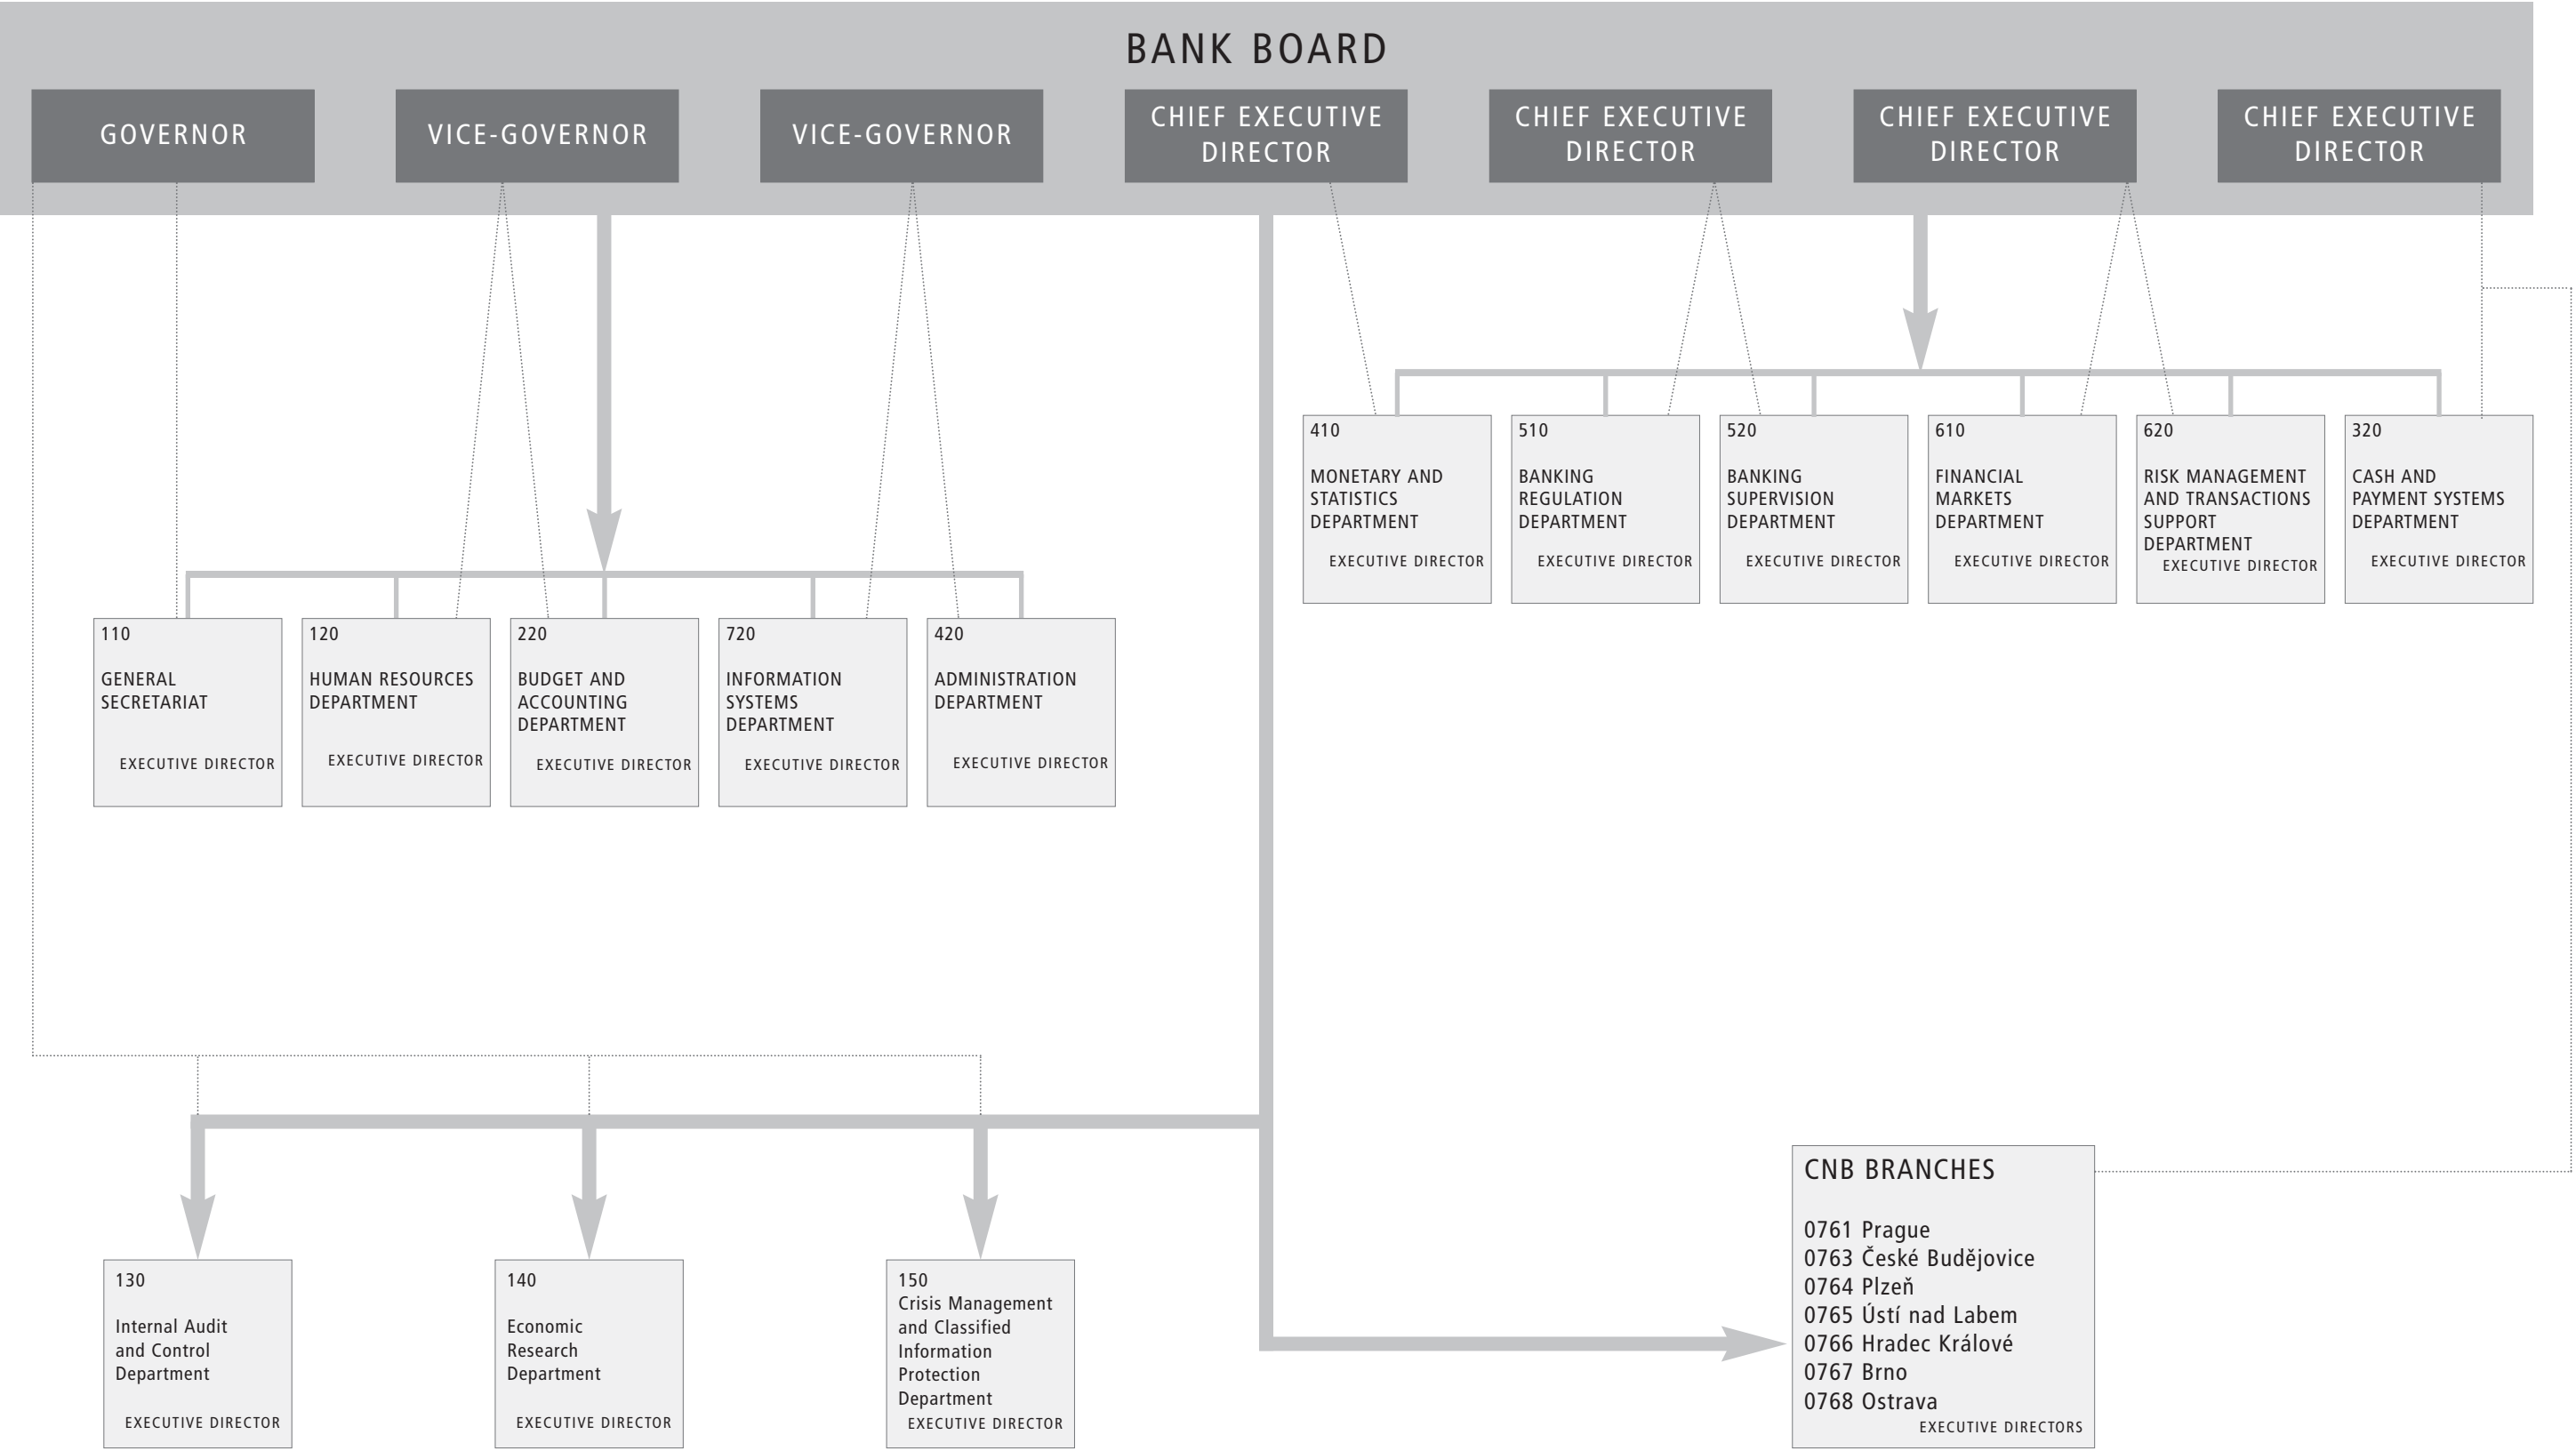 BANK BOARD
GOVERNOR
VICE-GOVERNOR
VICE-GOVERNOR
CHIEF EXECUTIVE
DIRECTOR
CHIEF EXECUTIVE
DIRECTOR
CHIEF EXECUTIVE
DIRECTOR
CHIEF EXECUTIVE
DIRECTOR
410
MONETARY AND
STATISTICS
DEPARTMENT
EXECUTIVE DIRECTOR
510
BANKING
REGULATION
DEPARTMENT
EXECUTIVE DIRECTOR
520
BANKING
SUPERVISION
DEPARTMENT
EXECUTIVE DIRECTOR
610
FINANCIAL
MARKETS
DEPARTMENT
EXECUTIVE DIRECTOR
620
RISK MANAGEMENT
AND TRANSACTIONS
SUPPORT
DEPARTMENT
EXECUTIVE DIRECTOR
320
CASH AND
PAYMENT SYSTEMS
DEPARTMENT
EXECUTIVE DIRECTOR
110
GENERAL
SECRETARIAT
EXECUTIVE DIRECTOR
120
HUMAN RESOURCES
DEPARTMENT
EXECUTIVE DIRECTOR
220
BUDGET AND
ACCOUNTING
DEPARTMENT
EXECUTIVE DIRECTOR
720
INFORMATION
SYSTEMS
DEPARTMENT
EXECUTIVE DIRECTOR
420
ADMINISTRATION
DEPARTMENT
EXECUTIVE DIRECTOR
130
Internal Audit
and Control
Department
EXECUTIVE DIRECTOR
140
Economic
Research
Department
EXECUTIVE DIRECTOR
150
Crisis Management
and Classified
Information
Protection
Department
EXECUTIVE DIRECTOR
CNB BRANCHES
0761 Prague
0763 České Budějovice
0764 Plzeň
0765 Ústí nad Labem
0766 Hradec Králové
0767 Brno
0768 Ostrava
EXECUTIVE DIRECTORS